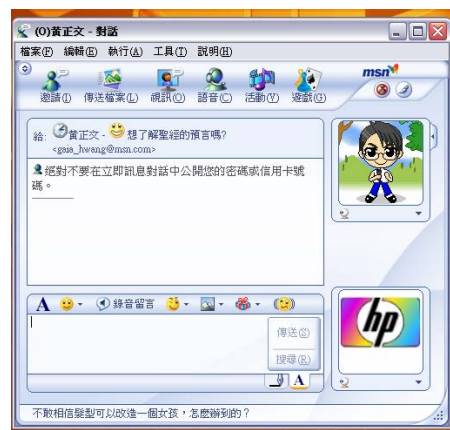 (O)黃正文 - 對話
檔案(F) 編輯(E) 執行(A) 工具(T) 說明(H)
msn
邀請(I) 傳送檔案(L) 視訊(O) 語音(C) 活動(V) 遊戲(G)
給: 黃正文 - 想了解聖經的預言嗎?
<gaia_hwang@msn.com>
絕對不要在立即訊息對話中公開您的密碼或信用卡號
碼。
A 錄音留言
傳送(S)
搜尋(R)
A
hp
不敢相信髮型可以改造一個女孩，怎麼辦到的？